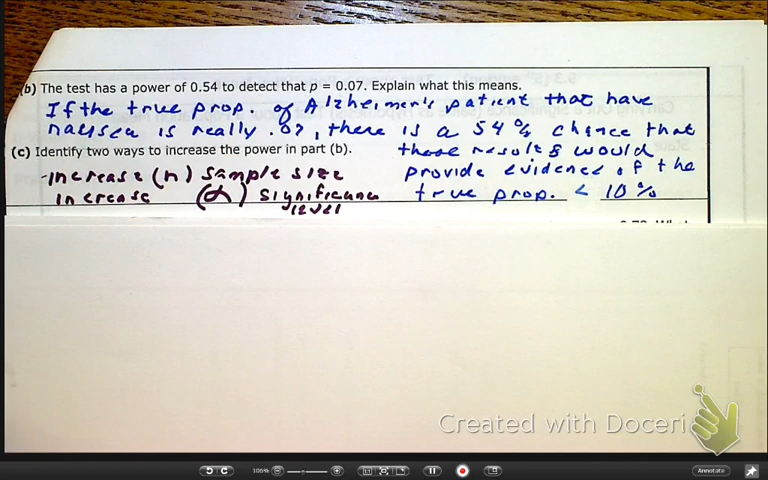 (b) The test has a power of 0.54 to detect that p = 0.07. Explain what this means.
If the true prop. of Alzheimer's patient that have
nausea is really .07, there is a 54% chance that
(c) Identify two ways to increase the power in part (b).
these results would
-increase (n) sample size
provide evidence of the
increase (α) significance
level
true prop. < 10%
Created with Doceri
106%
Annotate